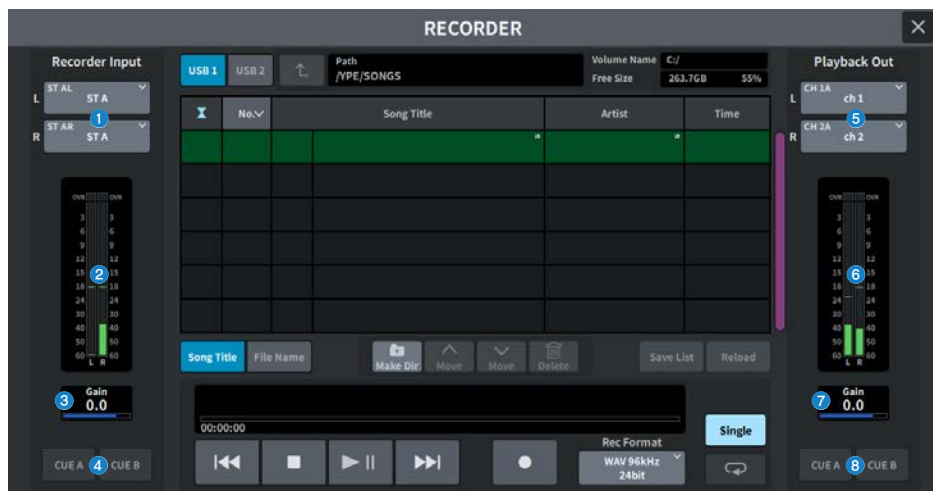 RECORDER
Recorder Input
ST AL
L ST A
1
ST AR
R ST A
OVR OVR
3 3
6 6
9 9
12 12
15 2 15
18 18
24 24
30 30
40 40
50 50
60 60
L R
3 Gain
0.0
CUE A 4 CUE B
USB 1 USB 2
Path
/YPE/SONGS
Volume Name C:/
Free Size 263.7GB 55%
No. Song Title Artist Time
Song Title File Name
Make Dir Move Move Delete
Save List Reload
00:00:00
Single
Rec Format
WAV 96kHz
24bit
Playback Out
CH 1A
L ch 1
5
CH 2A
R ch 2
OVR OVR
3 3
6 6
9 9
12 12
15 6 15
18 18
24 24
30 30
40 40
50 50
60 60
L R
7 Gain
0.0
CUE A 8 CUE B